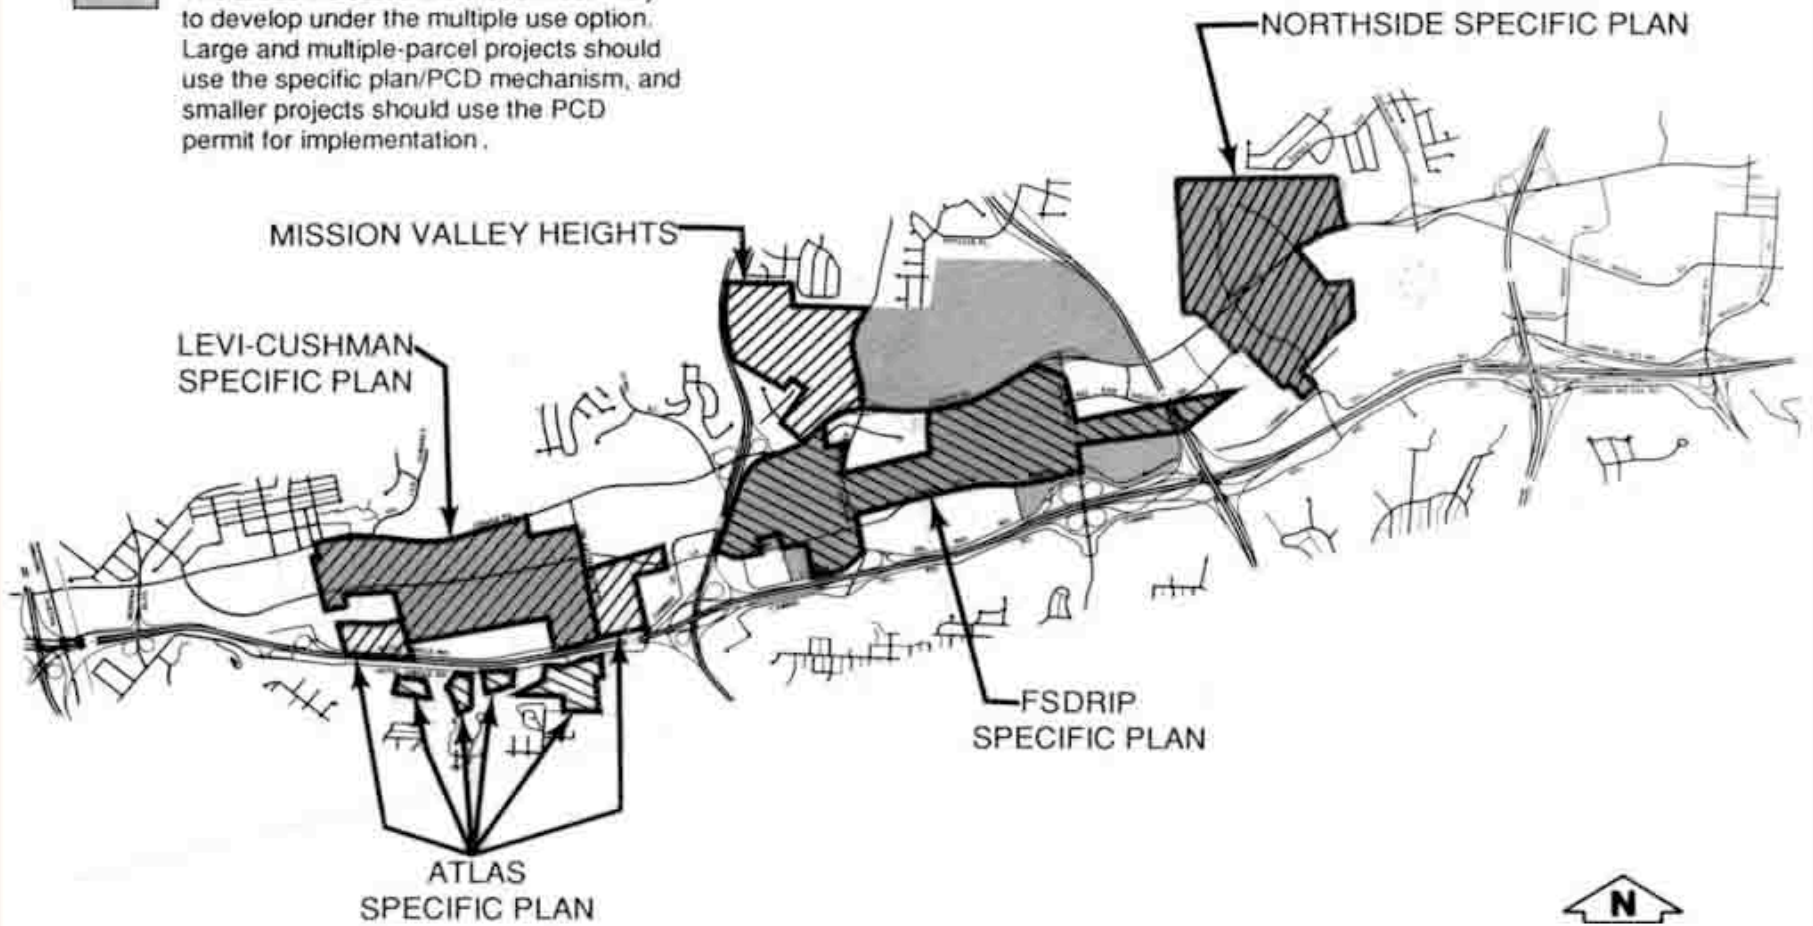 to develop under the multiple use option.
Large and multiple-parcel projects should
use the specific plan/PCD mechanism, and
smaller projects should use the PCD
permit for implementation.
NORTHSIDE SPECIFIC PLAN
MISSION VALLEY HEIGHTS
LEVI-CUSHMAN
SPECIFIC PLAN
FSDRIP
SPECIFIC PLAN
ATLAS
SPECIFIC PLAN
N